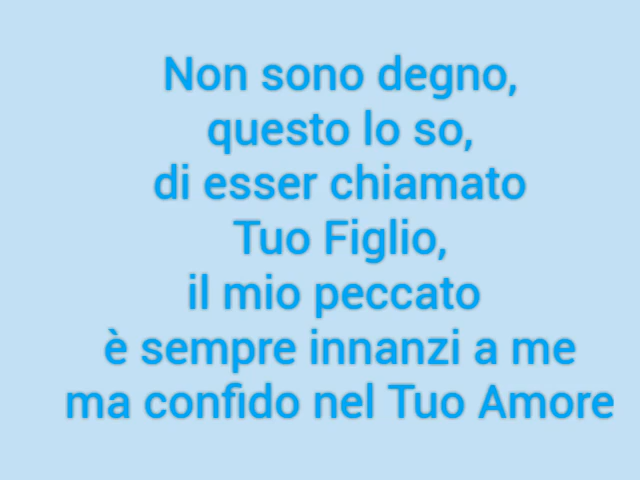 Non sono degno,
questo lo so,
di esser chiamato
Tuo Figlio,
il mio peccato
è sempre innanzi a me
ma confido nel Tuo Amore